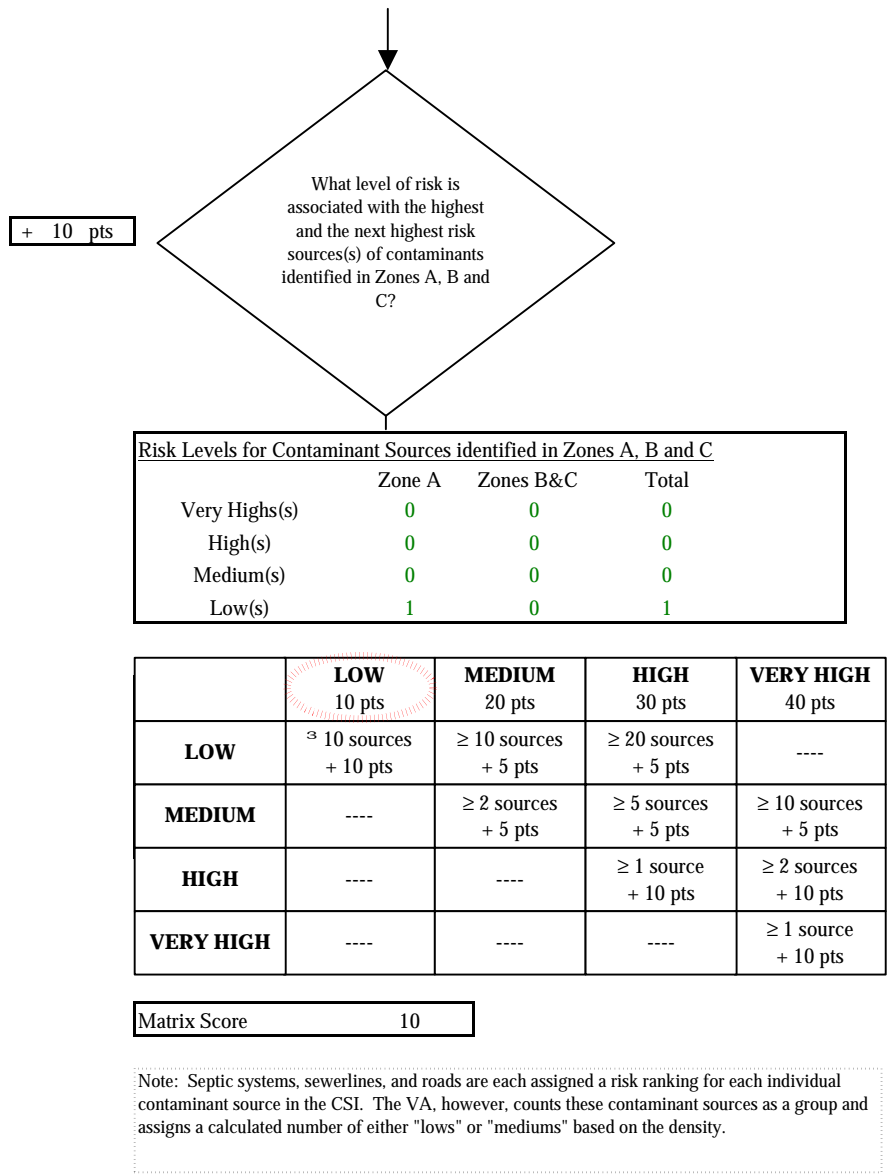 What level of risk is
associated with the highest
and the next highest risk
sources(s) of contaminants
identified in Zones A, B and
C?
+ 10 pts
Risk Levels for Contaminant Sources identified in Zones A, B and C
Zone A Zones B&C Total
Very Highs(s) 0 0 0
High(s) 0 0 0
Medium(s) 0 0 0
Low(s) 1 0 1
LOW MEDIUM HIGH VERY HIGH
10 pts 20 pts 30 pts 40 pts
LOW ³ 10 sources ≥ 10 sources ≥ 20 sources ----
+ 10 pts + 5 pts + 5 pts
MEDIUM ---- ≥ 2 sources ≥ 5 sources ≥ 10 sources
+ 5 pts + 5 pts + 5 pts
HIGH ---- ---- ≥ 1 source ≥ 2 sources
+ 10 pts + 10 pts
VERY HIGH ---- ---- ---- ≥ 1 source
+ 10 pts
Matrix Score 10
Note: Septic systems, sewerlines, and roads are each assigned a risk ranking for each individual
contaminant source in the CSI. The VA, however, counts these contaminant sources as a group and
assigns a calculated number of either "lows" or "mediums" based on the density.